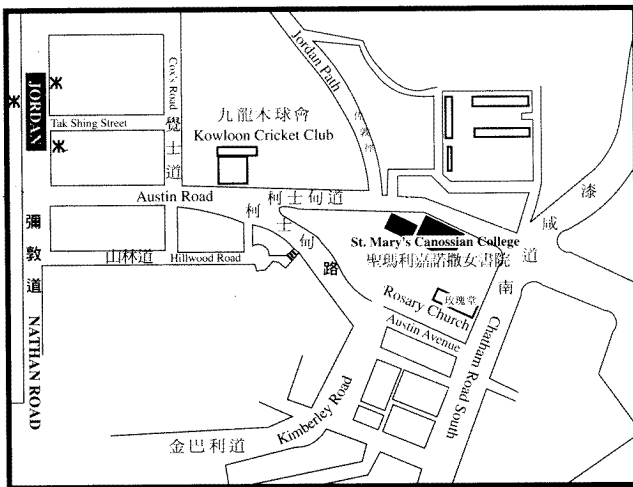 JORDAN
Tak Shing Street
Cox's Road
覺士道
Jordan Path
佐敦徑
九龍木球會
Kowloon Cricket Club
Austin Road
柯士甸道
柯士甸路
山林道
Hillwood Road
St. Mary's Canossian College
聖瑪利嘉諾撒女書院
漆咸道南
玫瑰堂
Rosary Church
Austin Avenue
Chatham Road South
彌敦道
NATHAN ROAD
Kimberley Road
金巴利道